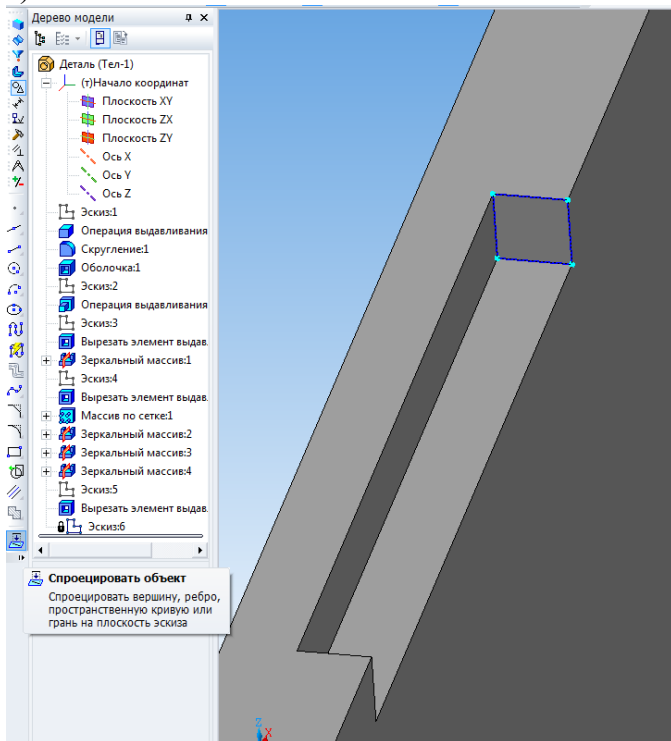 Дерево модели
Деталь (Тел-1)
(т)Начало координат
Плоскость XY
Плоскость ZX
Плоскость ZY
Ось X
Ось Y
Ось Z
Эскиз:1
Операция выдавливания
Скругление:1
Оболочка:1
Эскиз:2
Операция выдавливания
Эскиз:3
Вырезать элемент выдав.
Зеркальный массив:1
Эскиз:4
Вырезать элемент выдав.
Массив по сетке:1
Зеркальный массив:2
Зеркальный массив:3
Зеркальный массив:4
Эскиз:5
Вырезать элемент выдав.
Эскиз:6
Спроецировать объект
Спроецировать вершину, ребро,
пространственную кривую или
грань на плоскость эскиза
Z
X